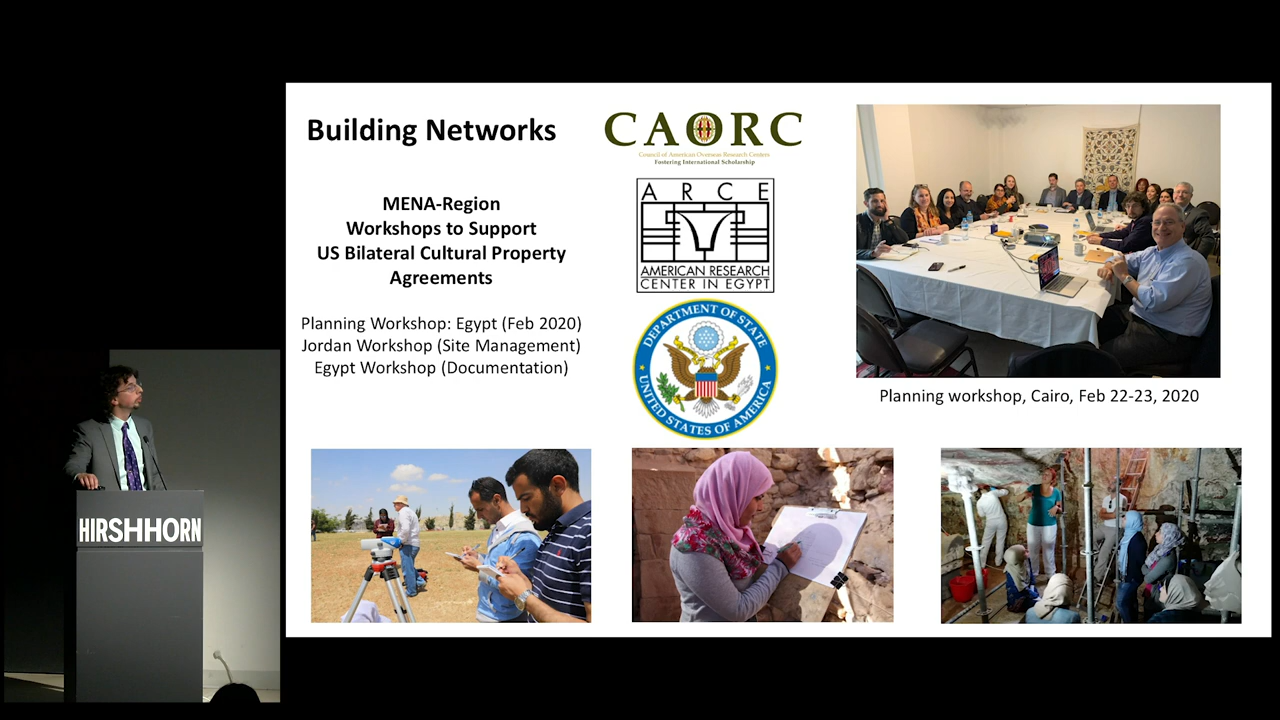 Building Networks
MENA-Region
Workshops to Support
US Bilateral Cultural Property
Agreements
Planning Workshop: Egypt (Feb 2020)
Jordan Workshop (Site Management)
Egypt Workshop (Documentation)
CAORC
Council of American Overseas Research Centers
Fostering International Scholarship
ARCE
AMERICAN RESEARCH
CENTER IN EGYPT
DEPARTMENT OF STATE
UNITED STATES OF AMERICA
Planning workshop, Cairo, Feb 22-23, 2020
HIRSHHORN